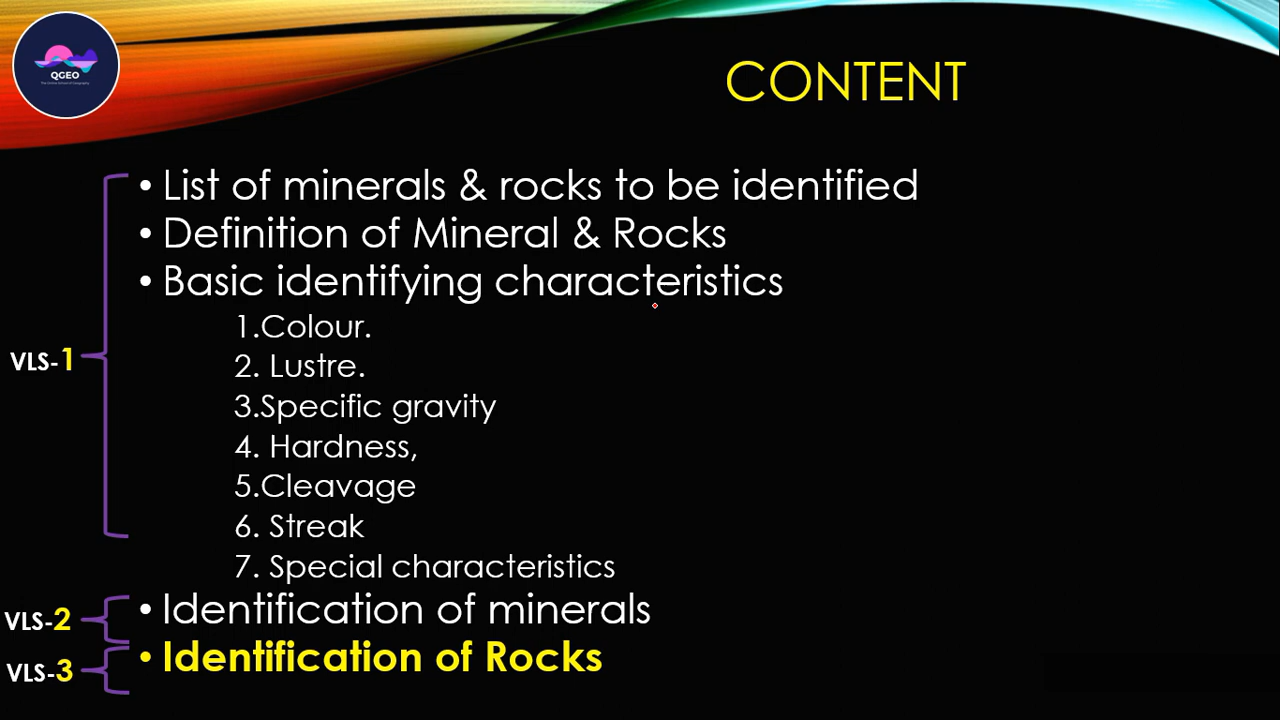 QGEO
CONTENT
• List of minerals & rocks to be identified
• Definition of Mineral & Rocks
• Basic identifying characteristics
1.Colour.
2. Lustre.
3.Specific gravity
4. Hardness,
5.Cleavage
6. Streak
7. Special characteristics
VLS-1
• Identification of minerals
VLS-2
• Identification of Rocks
VLS-3